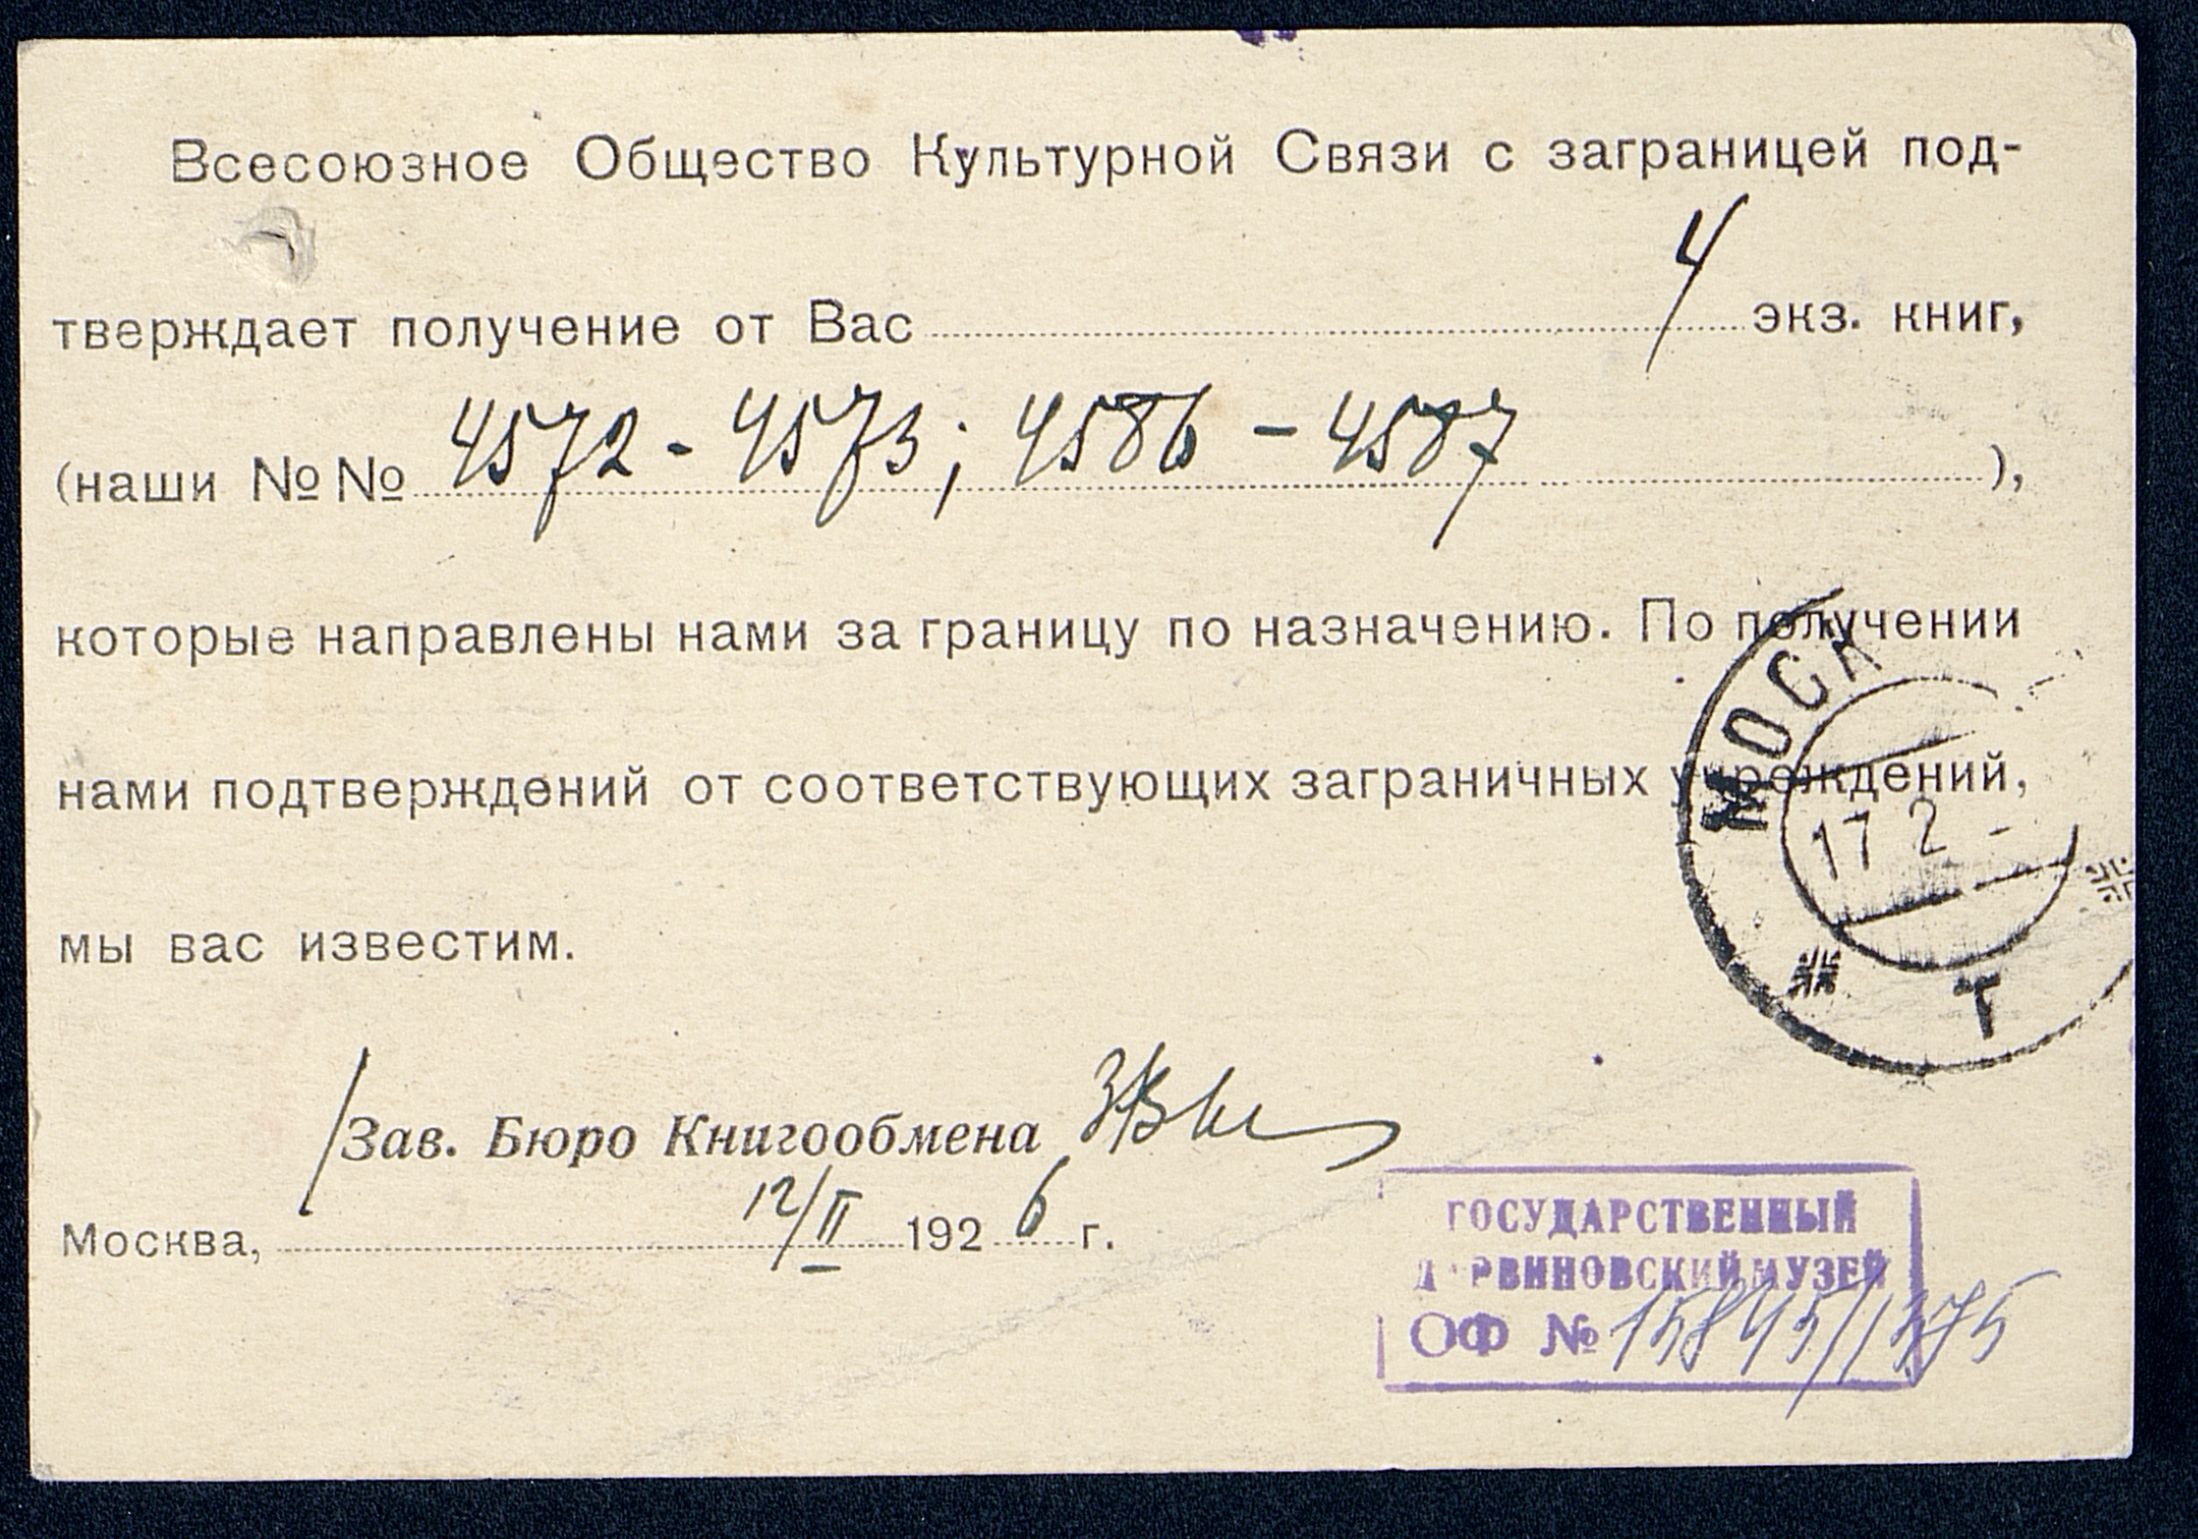 Всесоюзное Общество Культурной Связи с заграницей под-
тверждает получение от Вас 4 экз. книг,
(наши №№ 4572 - 4573; 4586 - 4587 ),
которые направлены нами за границу по назначению. По получении
нами подтверждений от соответствующих заграничных учреждений,
мы вас известим.
МОСК
17 2 -
Т
/Зав. Бюро Книгообмена
Москва, 12/II 1926 г.
ГОСУДАРСТВЕННЫЙ
ДАРВИНОВСКИЙ МУЗЕЙ
ОФ № 15845/1375